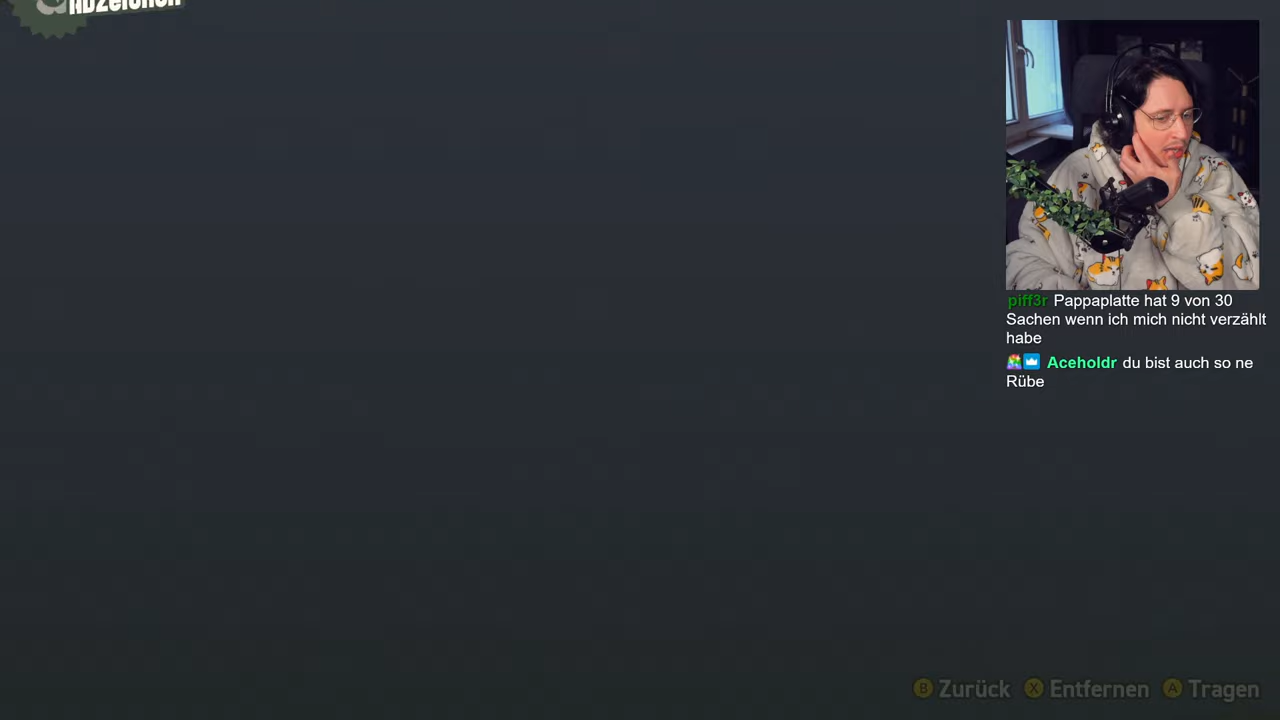 Abzeichen
piff3r Pappaplatte hat 9 von 30
Sachen wenn ich mich nicht verzählt
habe
Aceholdr du bist auch so ne
Rübe
B Zurück X Entfernen A Tragen